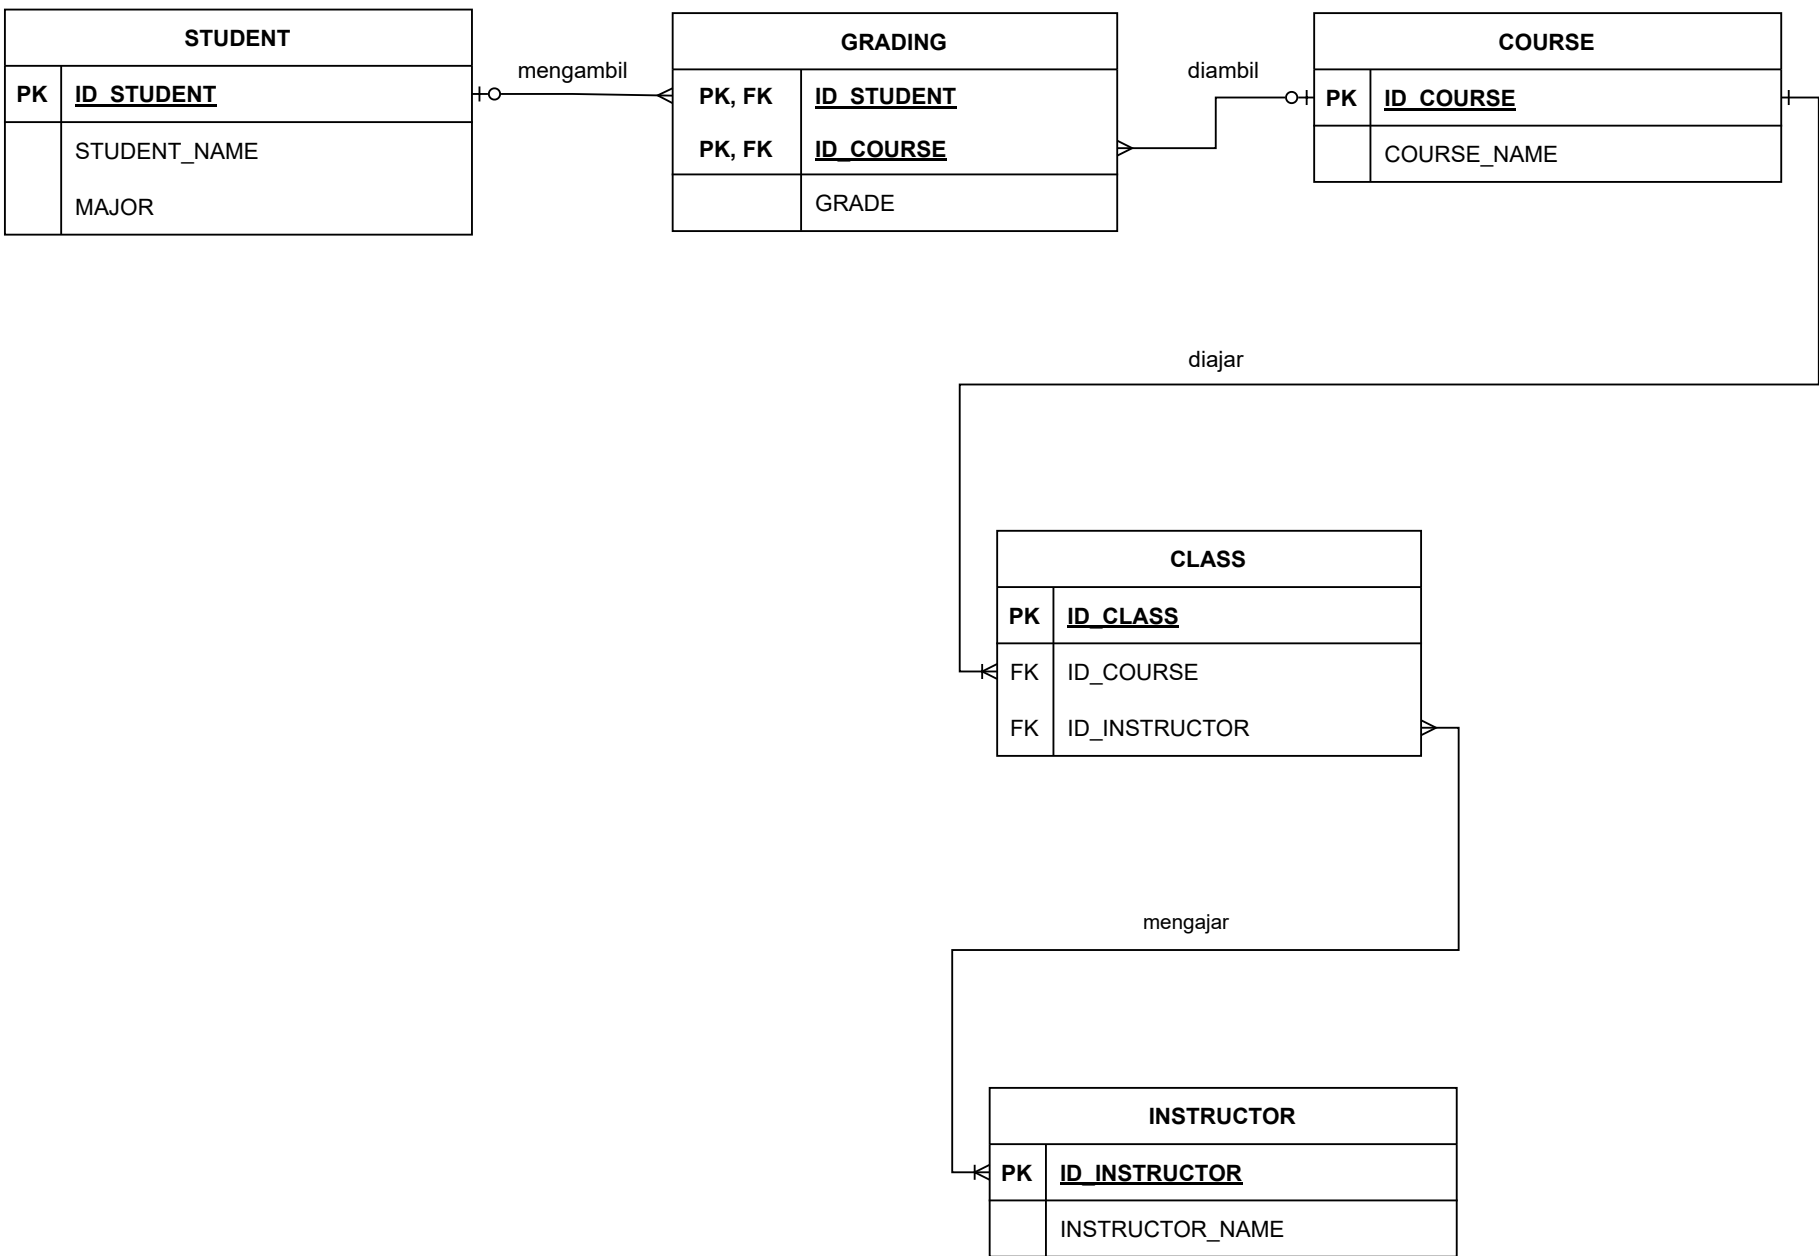 STUDENT
PK ID_STUDENT
STUDENT_NAME
MAJOR
mengambil
GRADING
PK, FK ID_STUDENT
PK, FK ID_COURSE
GRADE
diambil
COURSE
PK ID_COURSE
COURSE_NAME
diajar
CLASS
PK ID_CLASS
FK ID_COURSE
FK ID_INSTRUCTOR
mengajar
INSTRUCTOR
PK ID_INSTRUCTOR
INSTRUCTOR_NAME